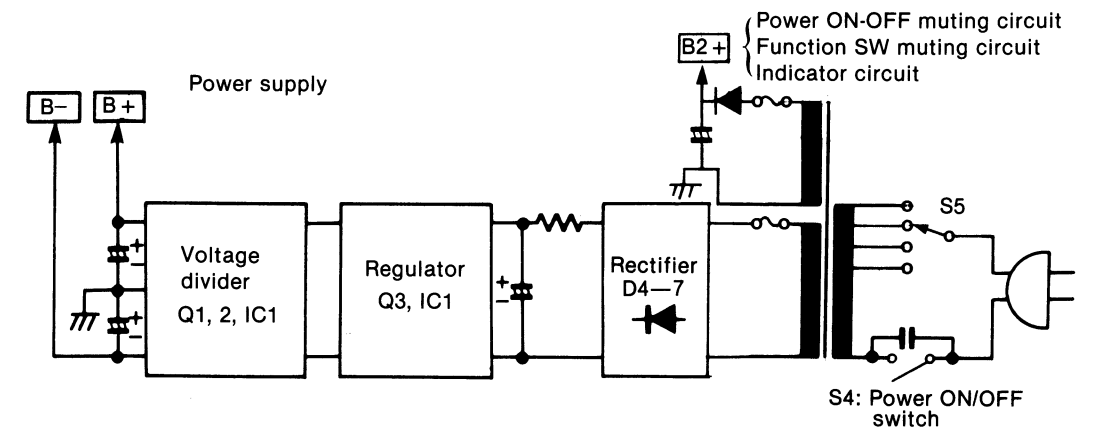 Power ON-OFF muting circuit
B2 +
Function SW muting circuit
Indicator circuit
Power supply
B−
B +
S5
Voltage
divider
Q1, 2, IC1
Regulator
Q3, IC1
Rectifier
D4—7
+
−
+
−
+
−
S4: Power ON/OFF
switch